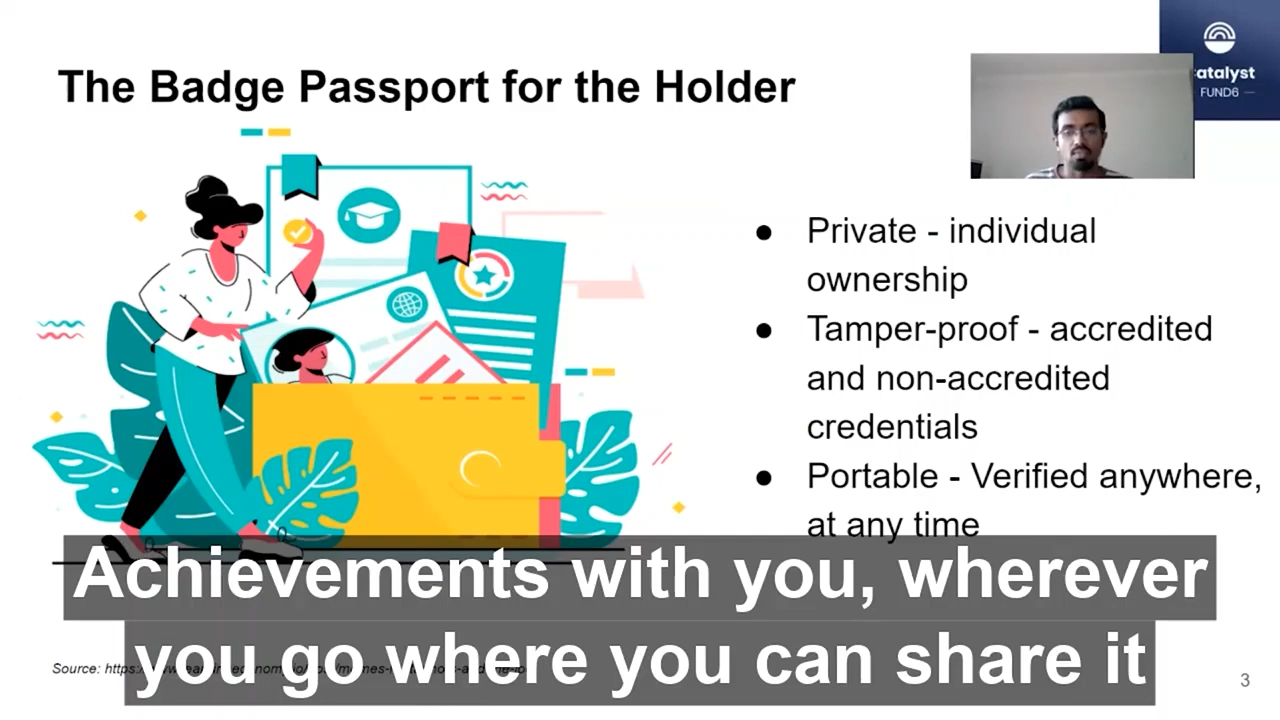 The Badge Passport for the Holder
atalyst
FUND6
● Private - individual
ownership
● Tamper-proof - accredited
and non-accredited
credentials
● Portable - Verified anywhere,
at any time
Achievements with you, wherever
you go where you can share it
Source: https:
3